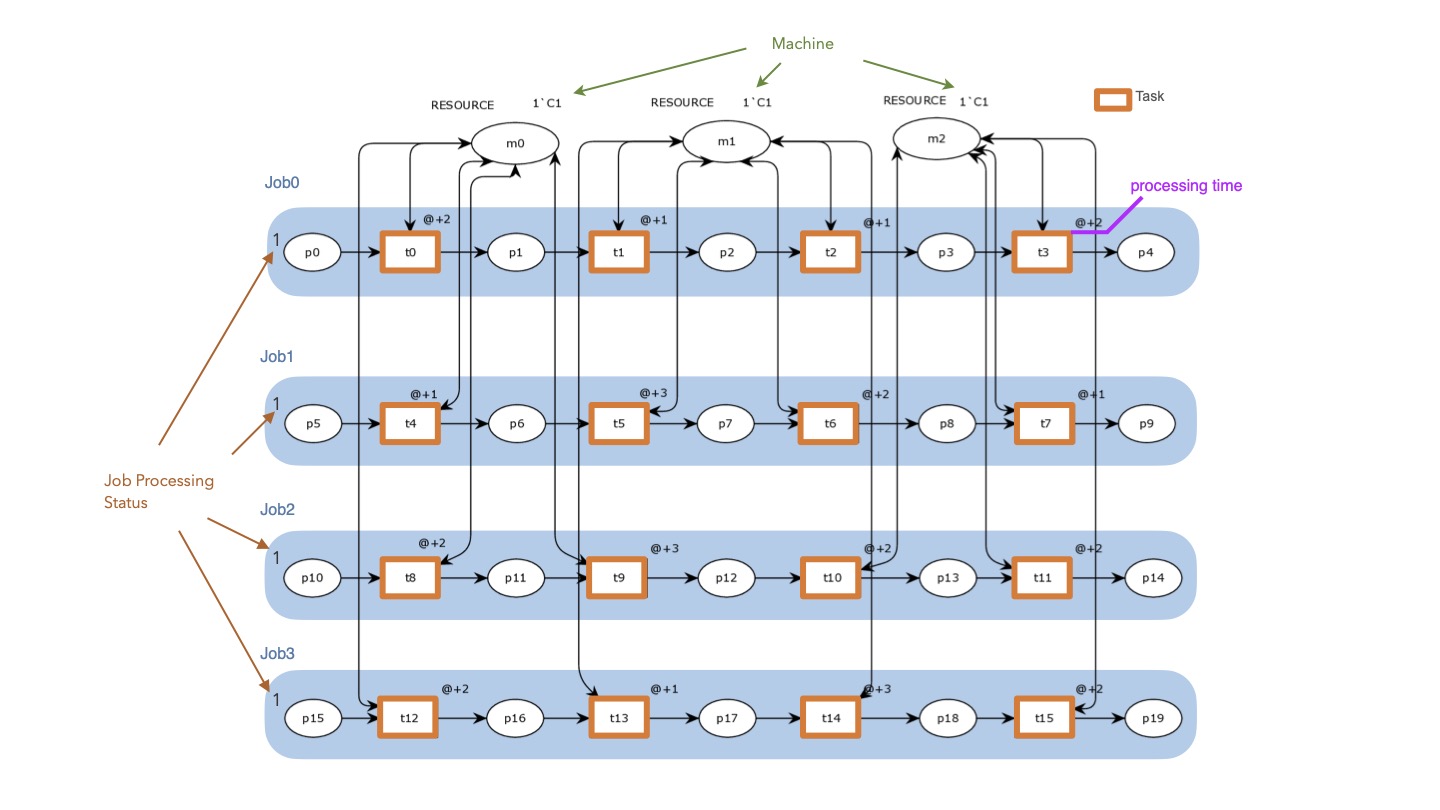 Machine
RESOURCE 1`C1 RESOURCE 1`C1 RESOURCE 1`C1 Task
m0 m1 m2
Job0 processing time
@+2 @+1 @+1 @+2
1 p0 t0 p1 t1 p2 t2 p3 t3 p4
Job1
@+1 @+3 @+2 @+1
1 p5 t4 p6 t5 p7 t6 p8 t7 p9
Job Processing
Status
Job2
@+2 @+3 @+2 @+2
1 p10 t8 p11 t9 p12 t10 p13 t11 p14
Job3
@+2 @+1 @+3 @+2
1 p15 t12 p16 t13 p17 t14 p18 t15 p19